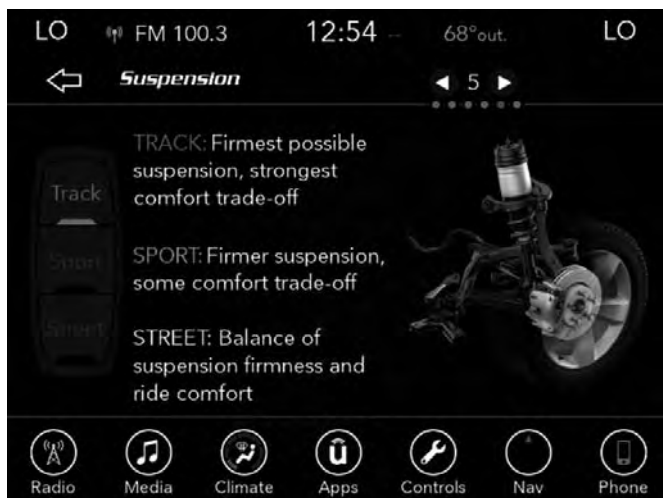 LO FM 100.3 12:54 -- 68°out. LO
Suspension
5
TRACK: Firmest possible
suspension, strongest
comfort trade-off
Track
SPORT: Firmer suspension,
some comfort trade-off
Sport
Street
STREET: Balance of
suspension firmness and
ride comfort
Radio Media Climate Apps Controls Nav Phone